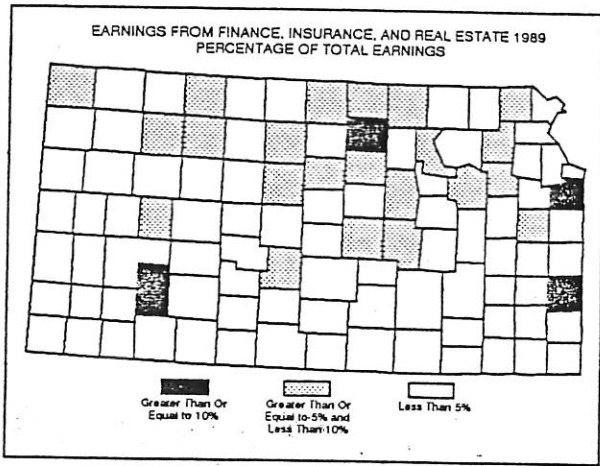 EARNINGS FROM FINANCE, INSURANCE, AND REAL ESTATE 1989
PERCENTAGE OF TOTAL EARNINGS
Greater Than Or
Equal to 10%
Greater Than Or
Equal to 5% and
Less Than 10%
Less Than 5%